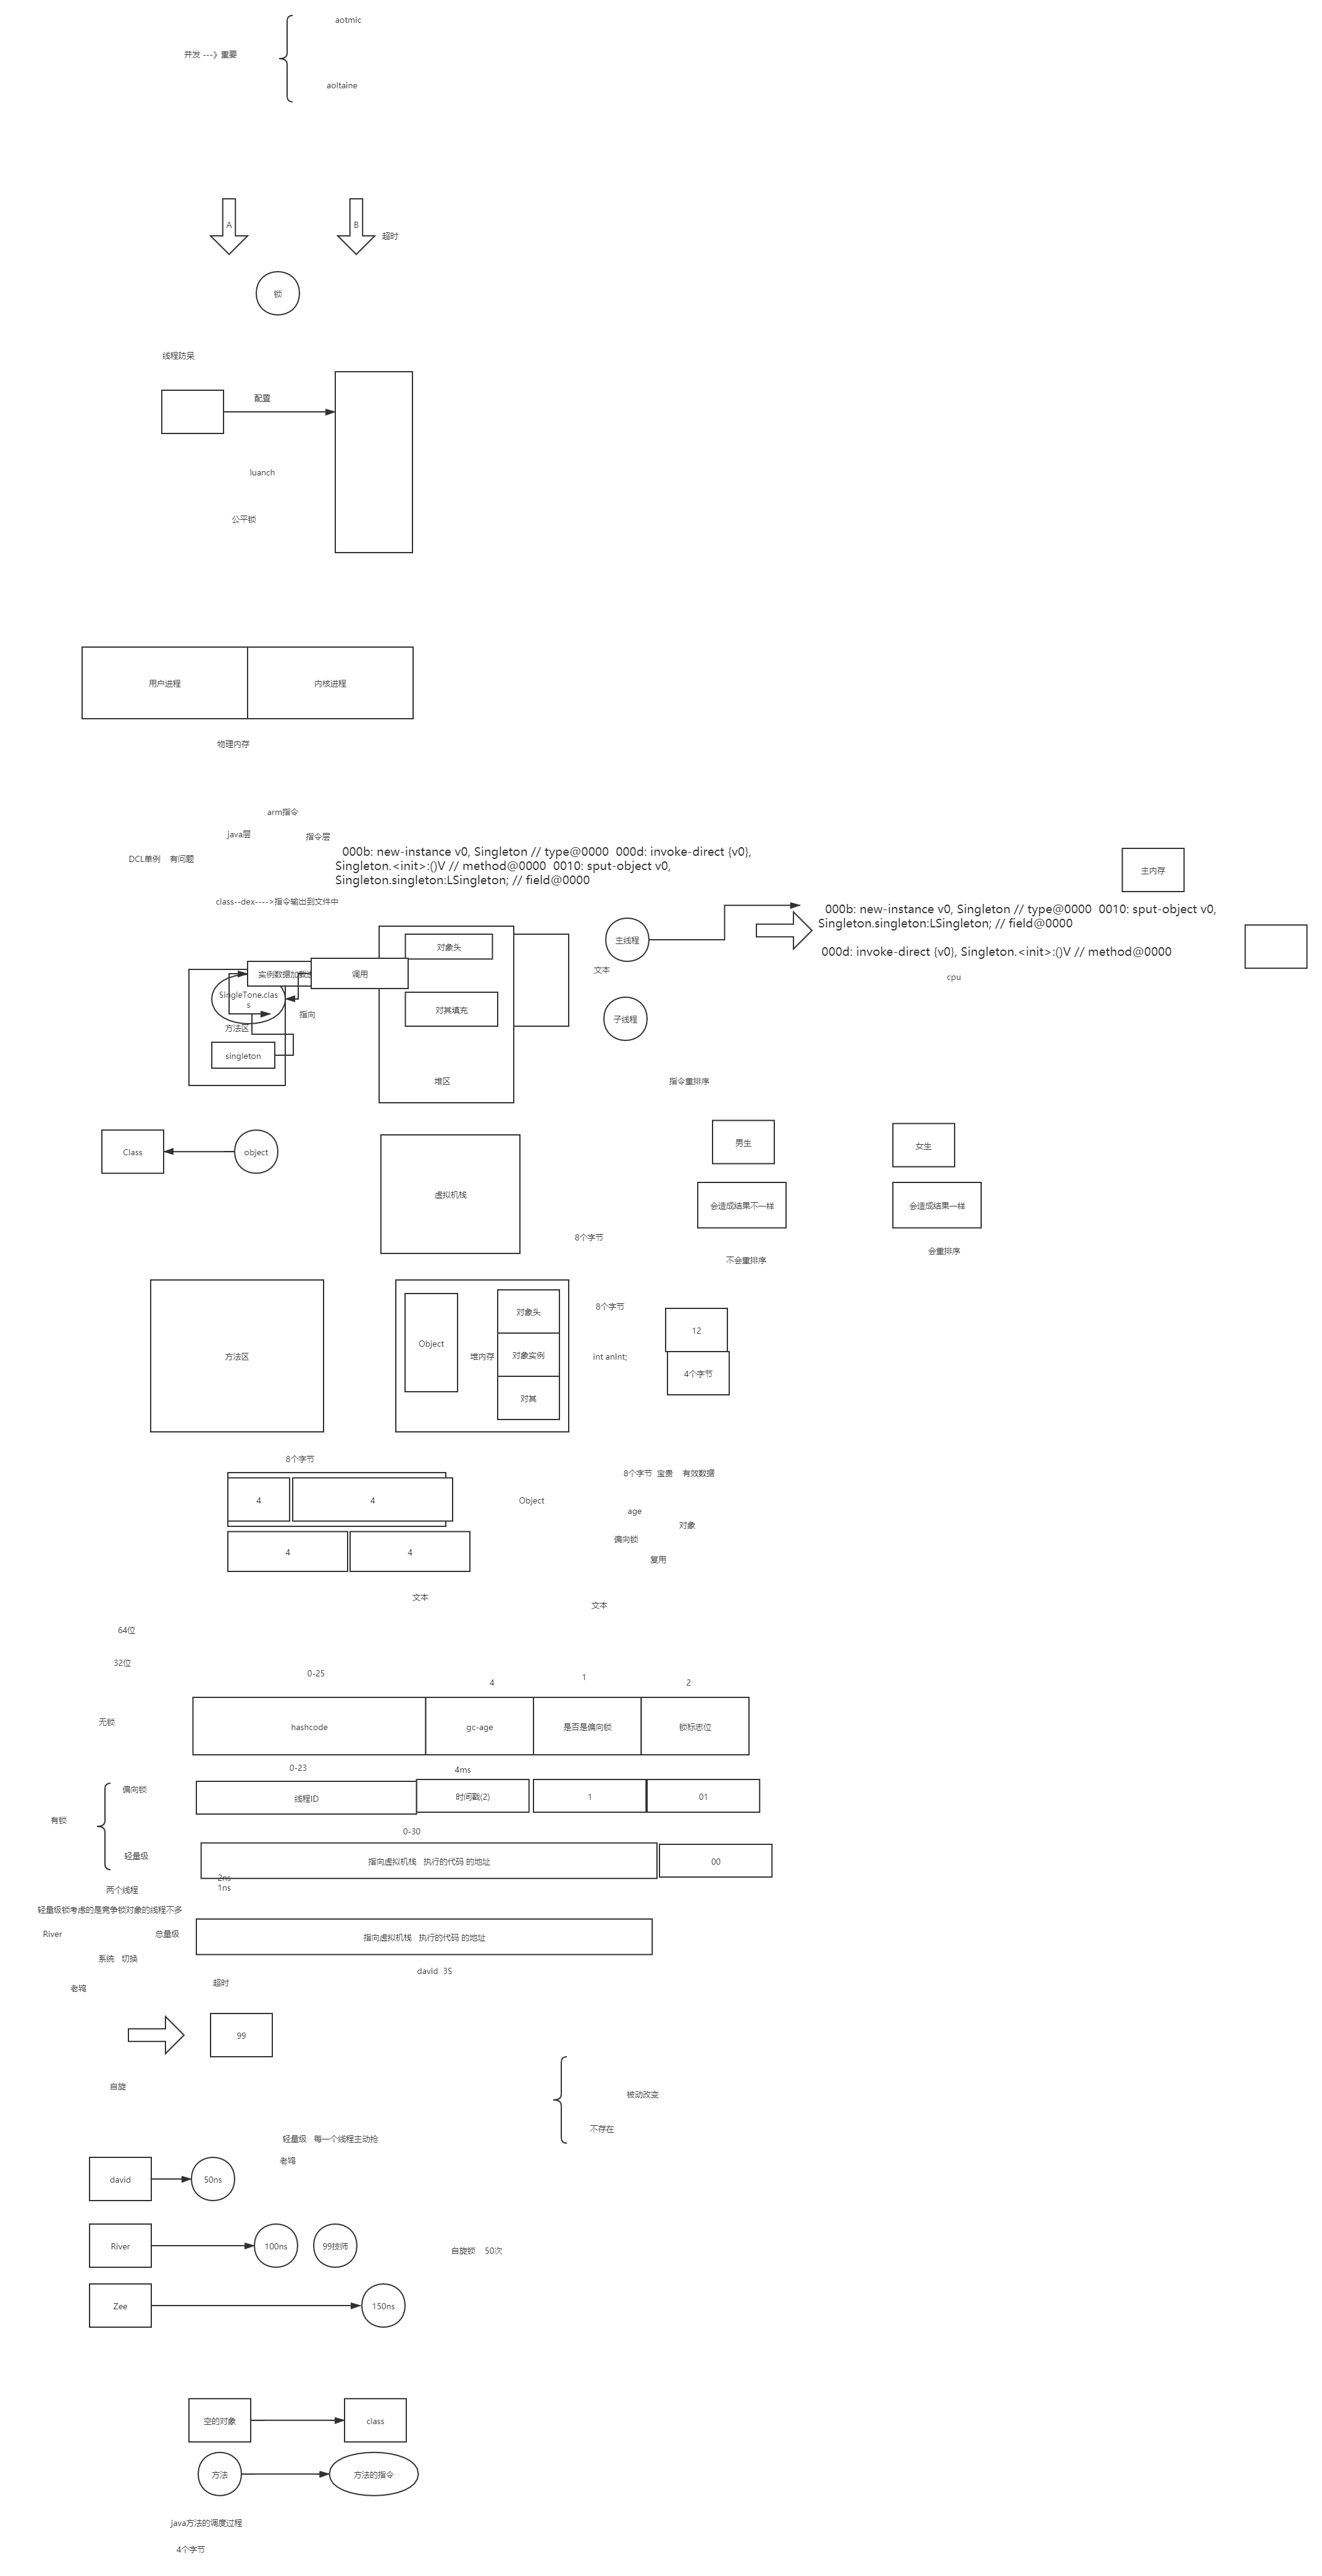 aotmic
并发 ---》重要
aoltaine
A
B
超时
锁
线程防呆
配置
luanch
公平锁
用户进程
内核进程
物理内存
arm指令
java层
指令层
DCL单例    有问题
000b: new-instance v0, Singleton // type@0000  000d: invoke-direct {v0},
Singleton.<init>:()V // method@0000  0010: sput-object v0,
Singleton.singleton:LSingleton; // field@0000
class--dex---->指令输出到文件中
主内存
000b: new-instance v0, Singleton // type@0000  0010: sput-object v0,
Singleton.singleton:LSingleton; // field@0000
000d: invoke-direct {v0}, Singleton.<init>:()V // method@0000
cpu
主线程
文本
子线程
对象头
实例数据加载
调用
SingleTone.clas
s
对其填充
指向
方法区
singleton
堆区
指令重排序
Class
object
虚拟机栈
男生
女生
会造成结果不一样
会造成结果一样
8个字节
不会重排序
会重排序
方法区
Object
堆内存
对象头
对象实例
对其
8个字节
int anInt;
12
4个字节
8个字节
4
4
4
4
Object
8个字节  宝贵    有效数据
age
对象
偏向锁
复用
文本
文本
64位
32位
0-25
4
1
2
无锁
hashcode
gc-age
是否是偏向锁
锁标志位
0-23
4ms
偏向锁
线程ID
时间戳(2)
1
01
有锁
0-30
轻量级
指向虚拟机栈   执行的代码 的地址
00
2ns
1ns
两个线程
轻量级锁考虑的是竞争锁对象的线程不多
River
总量级
指向虚拟机栈   执行的代码 的地址
系统   切换
david  3S
老鸨
超时
99
自旋
被动改变
不存在
轻量级   每一个线程主动抢
老鸨
david
50ns
River
100ns
99技师
自旋锁    50次
Zee
150ns
空的对象
class
方法
方法的指令
java方法的调度过程
4个字节